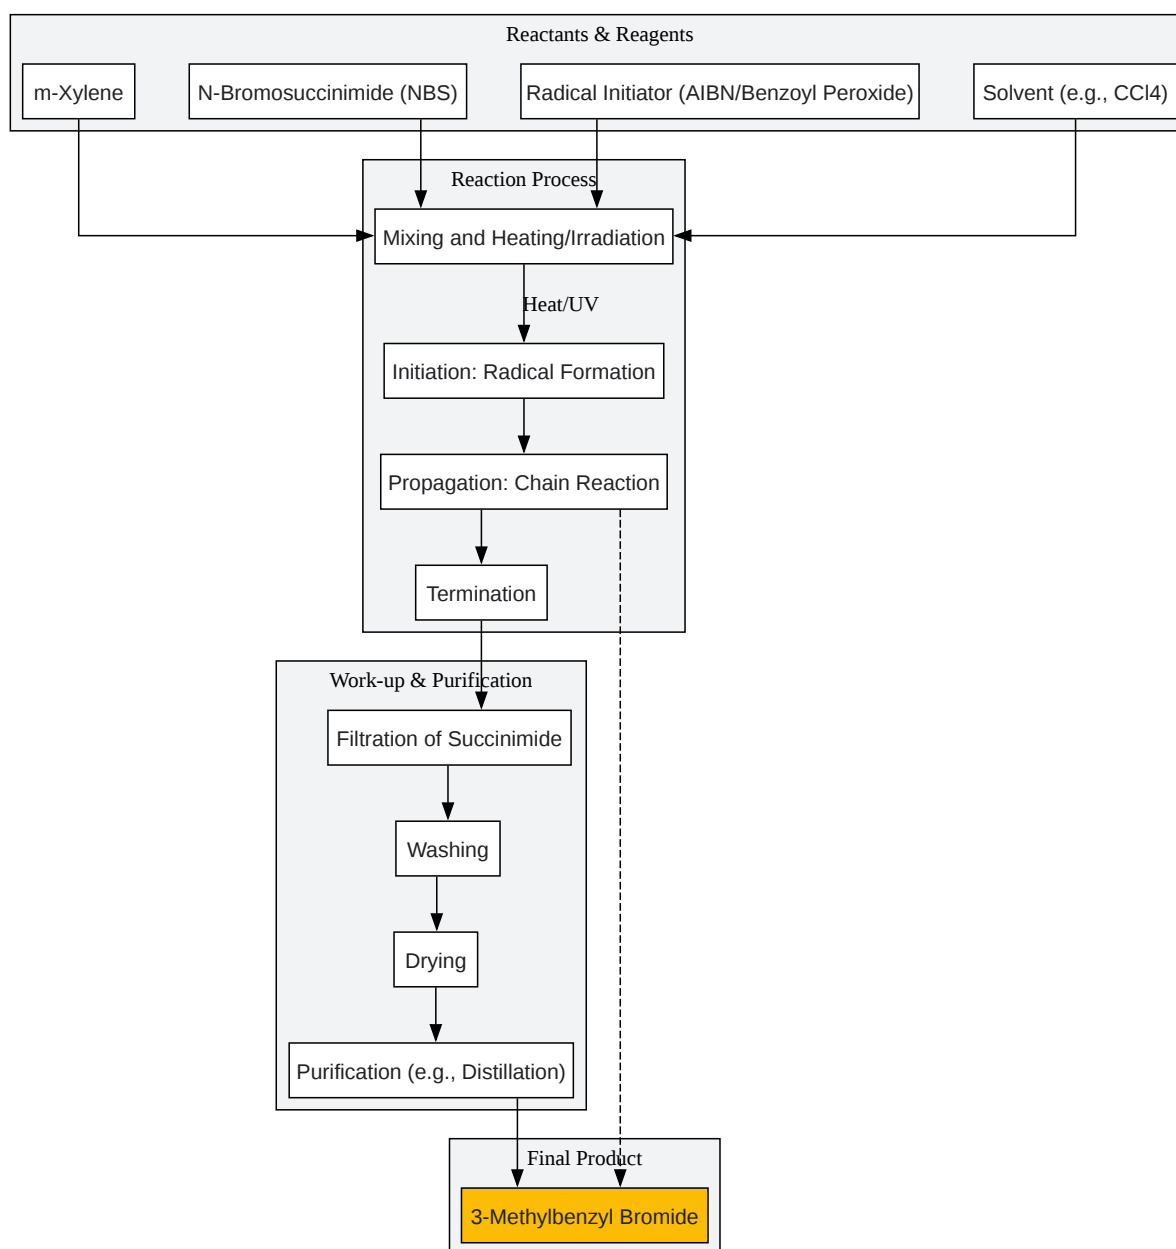 Reactants & Reagents
m-Xylene
N-Bromosuccinimide (NBS)
Radical Initiator (AIBN/Benzoyl Peroxide)
Solvent (e.g., CCl4)
Reaction Process
Mixing and Heating/Irradiation
Heat/UV
Initiation: Radical Formation
Propagation: Chain Reaction
Termination
Work-up & Purification
Filtration of Succinimide
Washing
Drying
Purification (e.g., Distillation)
Final Product
3-Methylbenzyl Bromide